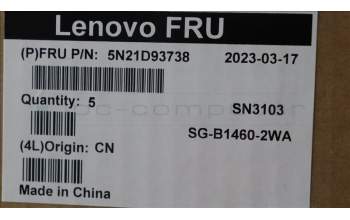 Lenovo FRU
(P)FRU P/N: 5N21D93738 2023-03-17
Quantity: 5 SN3103
SG-B1460-2WA
(4L)Origin: CN
Made in China